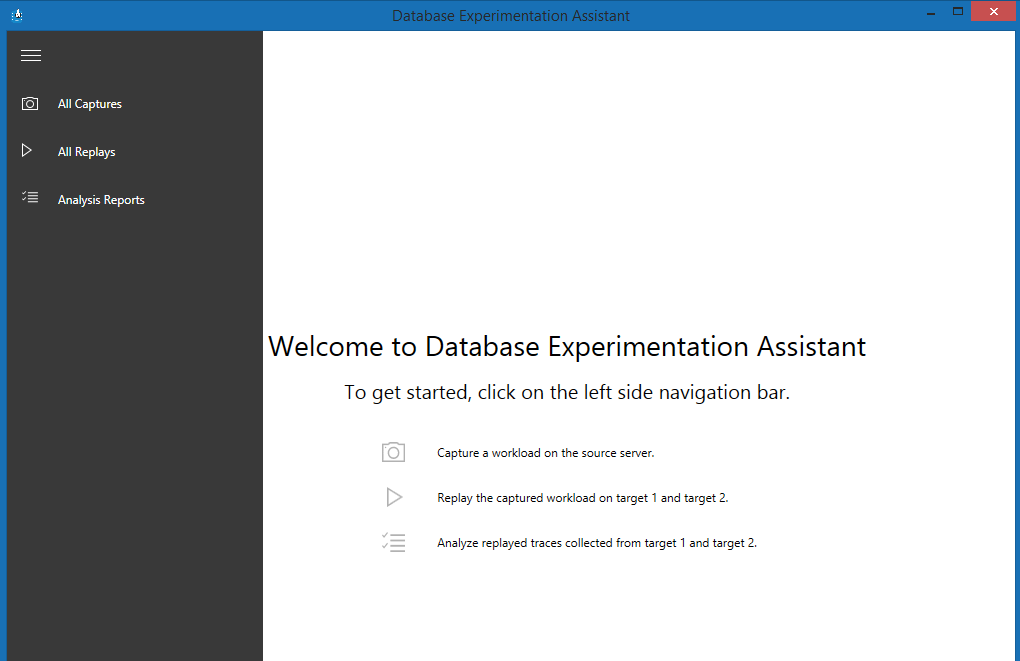 Database Experimentation Assistant
All Captures
All Replays
Analysis Reports
Welcome to Database Experimentation Assistant
To get started, click on the left side navigation bar.
Capture a workload on the source server.
Replay the captured workload on target 1 and target 2.
Analyze replayed traces collected from target 1 and target 2.